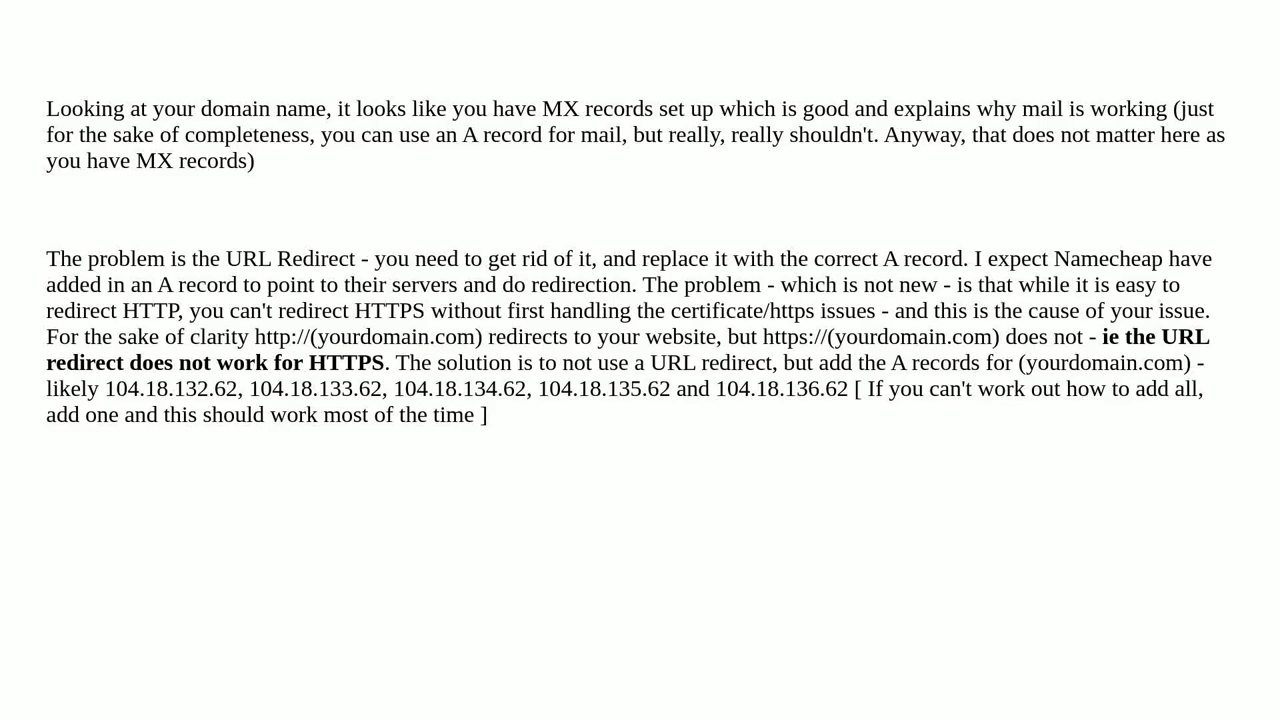 Looking at your domain name, it looks like you have MX records set up which is good and explains why mail is working (just
for the sake of completeness, you can use an A record for mail, but really, really shouldn't. Anyway, that does not matter here as
you have MX records)
The problem is the URL Redirect - you need to get rid of it, and replace it with the correct A record. I expect Namecheap have
added in an A record to point to their servers and do redirection. The problem - which is not new - is that while it is easy to
redirect HTTP, you can't redirect HTTPS without first handling the certificate/https issues - and this is the cause of your issue.
For the sake of clarity http://(yourdomain.com) redirects to your website, but https://(yourdomain.com) does not - ie the URL
redirect does not work for HTTPS. The solution is to not use a URL redirect, but add the A records for (yourdomain.com) -
likely 104.18.132.62, 104.18.133.62, 104.18.134.62, 104.18.135.62 and 104.18.136.62 [ If you can't work out how to add all,
add one and this should work most of the time ]